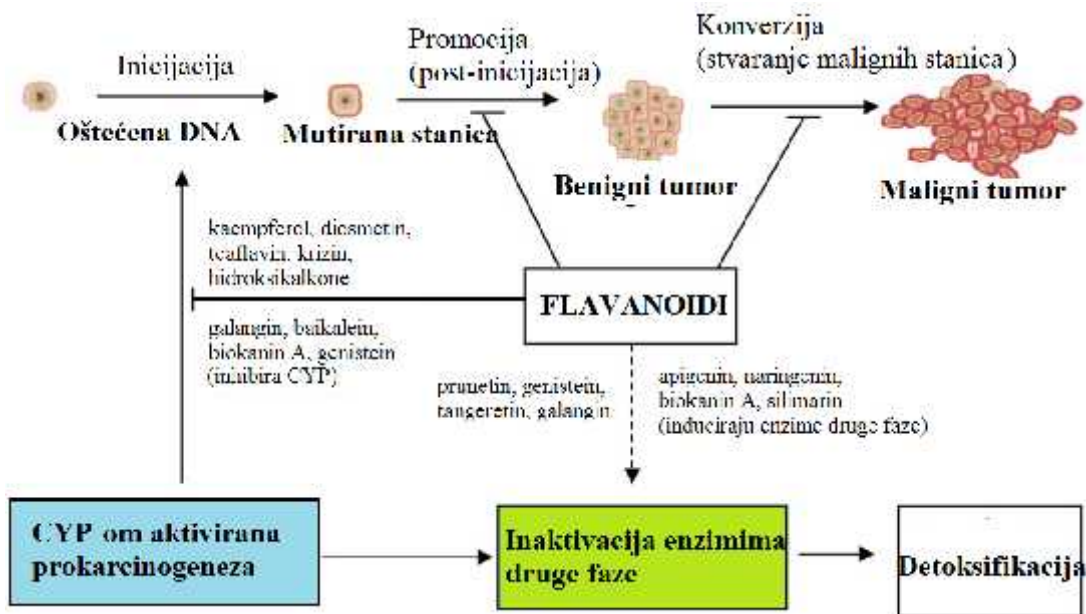 Inicijacija
Promocija
(post-inicijacija)
Konverzija
(stvaranje malignih stanica)
Oštećena DNA
Mutirana stanica
Benigni tumor
Maligni tumor
kaempferol, diosmetin,
teaflavin, krizin,
hidroksikalkone
galangin, baikalein,
biokanin A, genistein
(inhibira CYP)
FLAVANOIDI
prunetin, genistein,
tangeretin, galangin
apigenin, naringenin,
biokanin A, silimarin
(induciraju enzime druge faze)
CYP om aktivirana
prokarcinogeneza
Inaktivacija enzimima
druge faze
Detoksifikacija